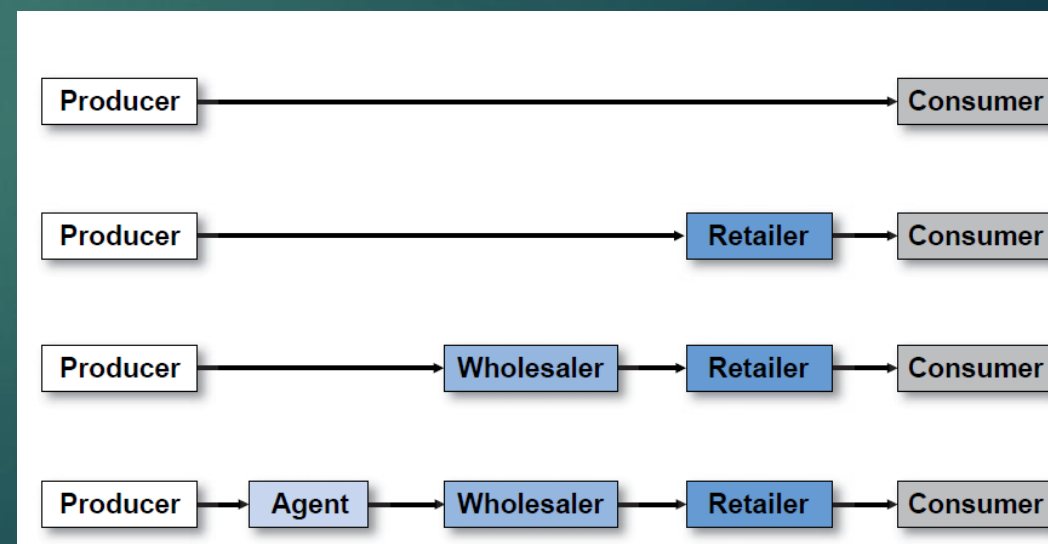 Producer Consumer
Producer Retailer Consumer
Producer Wholesaler Retailer Consumer
Producer Agent Wholesaler Retailer Consumer